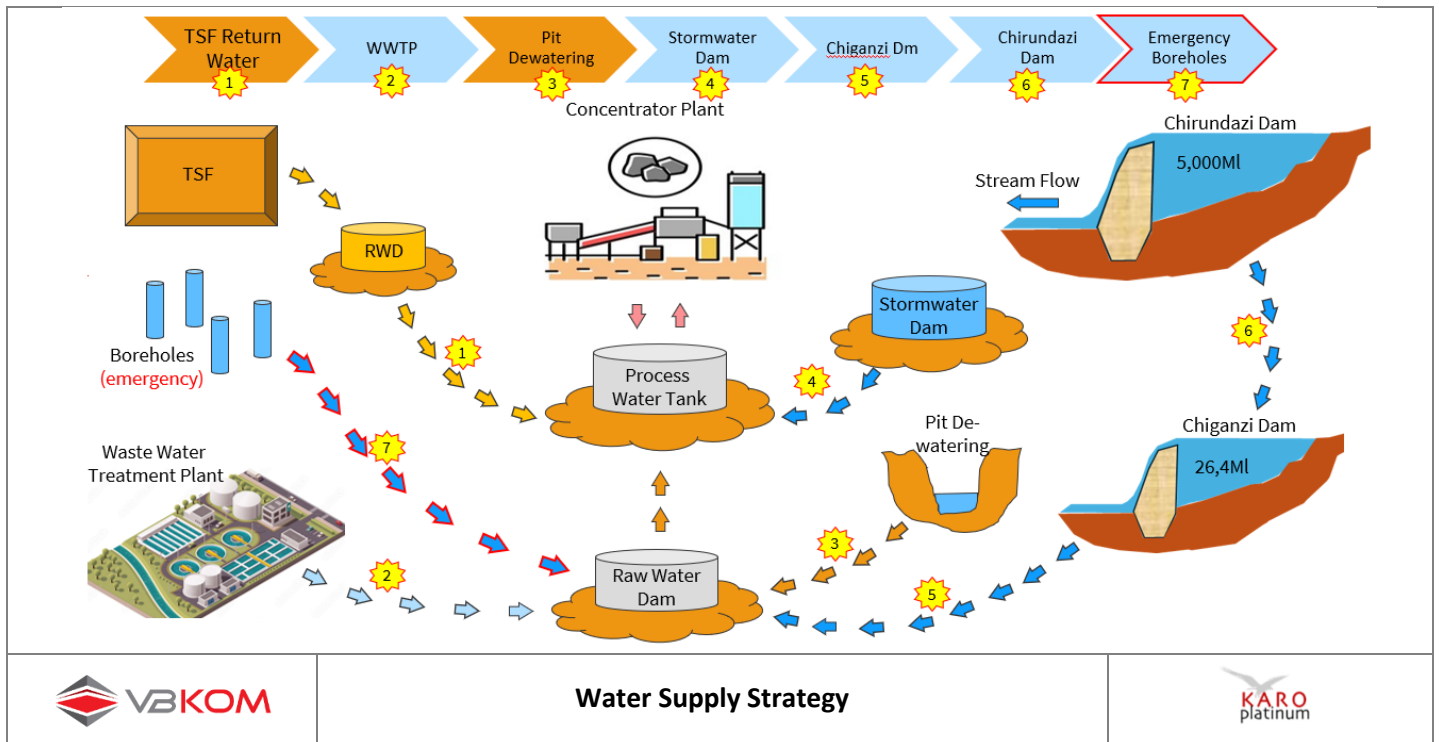 TSF Return
Water
1
WWTP
2
Pit
Dewatering
3
Stormwater
Dam
4
Chiganzi Dm
5
Chirundazi
Dam
6
Emergency
Boreholes
7
Concentrator Plant
Chirundazi Dam
5,000Ml
Stream Flow
TSF
RWD
Stormwater
Dam
6
Boreholes
(emergency)
1
Process
Water Tank
4
Chiganzi Dam
26,4Ml
Pit De-
watering
7
Waste Water
Treatment Plant
3
2
Raw Water
Dam
5
VBKOM
Water Supply Strategy
KARO
platinum